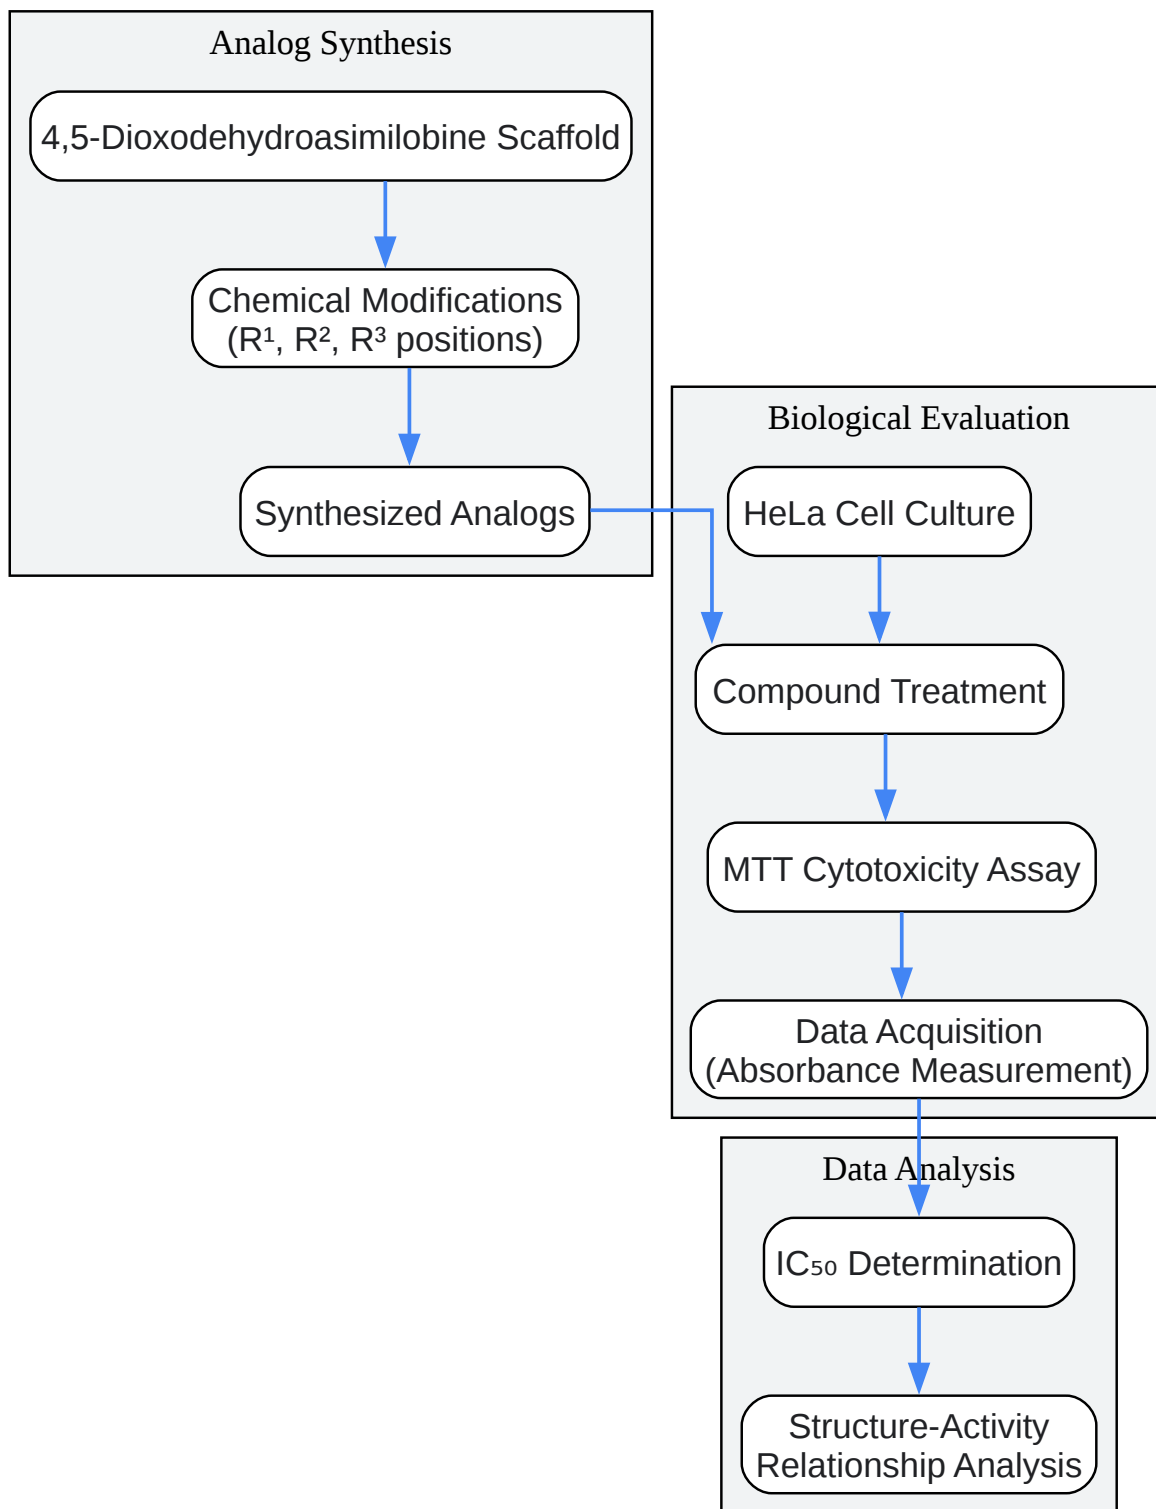 Analog Synthesis
4,5-Dioxodehydroasimilobine Scaffold
Chemical Modifications
(R¹, R², R³ positions)
Synthesized Analogs
Biological Evaluation
HeLa Cell Culture
Compound Treatment
MTT Cytotoxicity Assay
Data Acquisition
(Absorbance Measurement)
Data Analysis
IC₅₀ Determination
Structure-Activity
Relationship Analysis